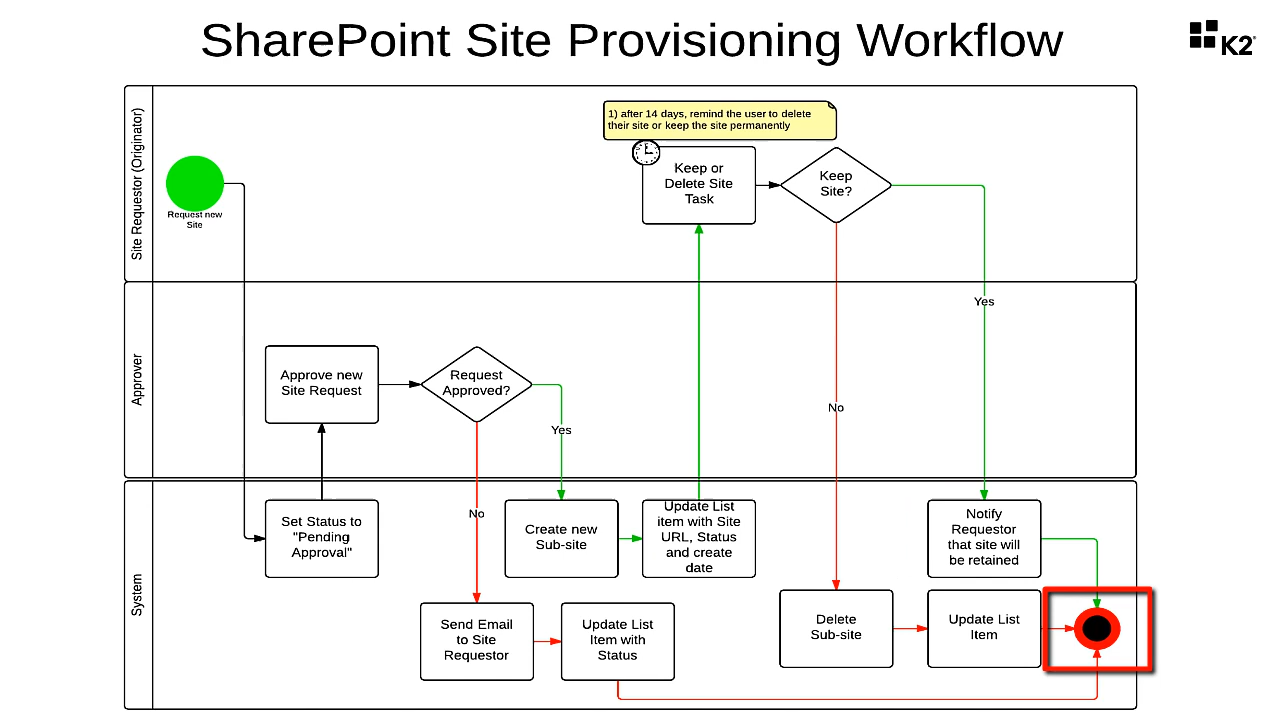 SharePoint Site Provisioning Workflow
K2
Site Requestor (Originator)
1) after 14 days, remind the user to delete
their site or keep the site permanently
Request new
Site
Keep or
Delete Site
Task
Keep
Site?
Yes
Approver
Approve new
Site Request
Request
Approved?
Yes
No
System
Set Status to
"Pending
Approval"
No
Create new
Sub-site
Update List
item with Site
URL, Status
and create
date
Notify
Requestor
that site will
be retained
Send Email
to Site
Requestor
Update List
Item with
Status
Delete
Sub-site
Update List
Item